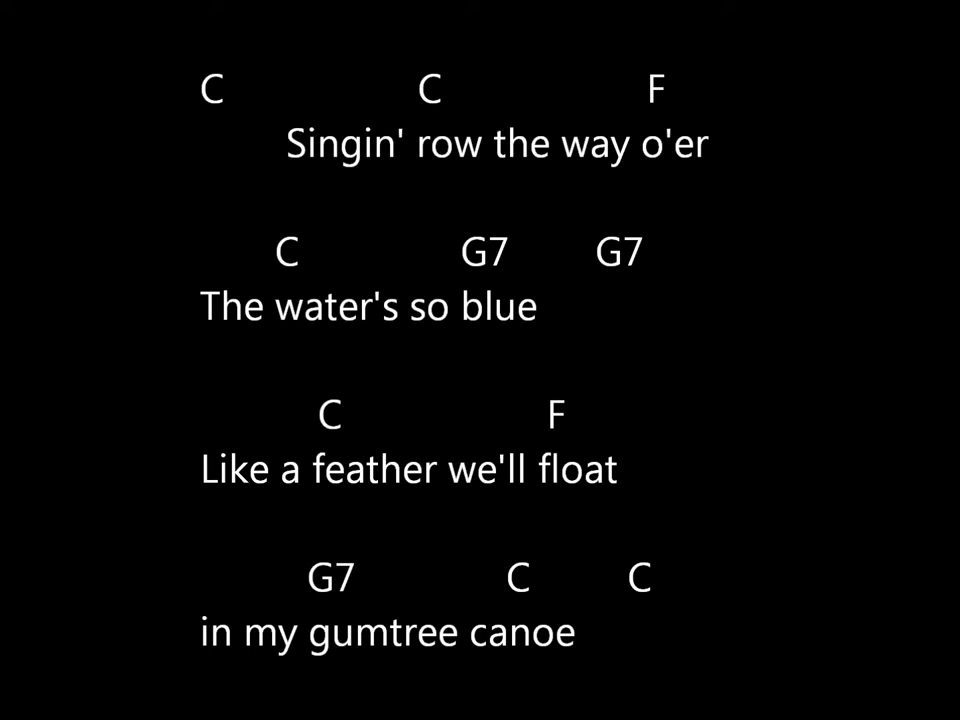 C C F
Singin' row the way o'er
C G7 G7
The water's so blue
C F
Like a feather we'll float
G7 C C
in my gumtree canoe